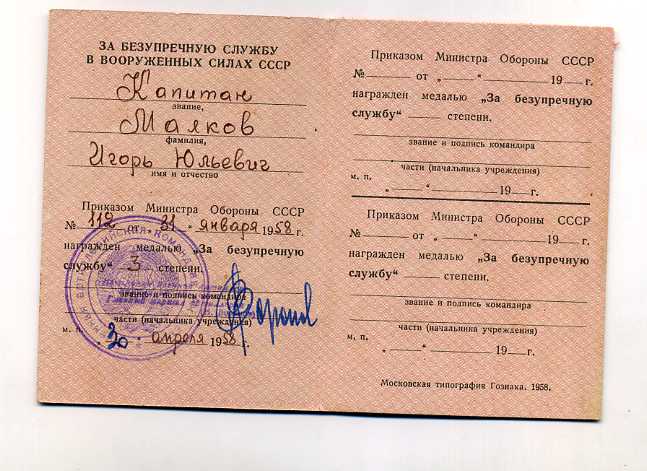 ЗА БЕЗУПРЕЧНУЮ СЛУЖБУ
В ВООРУЖЕННЫХ СИЛАХ СССР
Капитан
звание,
Маяков
фамилия,
Игорь Юльевич
имя и отчество
Приказом Министра Обороны СССР
№ 112 от „31“ января 1958 г.
награжден медалью „За безупречную
службу“ 3 степени.
звание и подпись командира
части (начальника учреждения)
м. п. „30“ апреля 1958 г.
Приказом Министра Обороны СССР
№ от „ “ 19 г.
награжден медалью „За безупречную
службу“ степени.
звание и подпись командира
части (начальника учреждения)
м. п. „ “ 19 г.
Приказом Министра Обороны СССР
№ от „ “ 19 г.
награжден медалью „За безупречную
службу“ степени.
звание и подпись командира
части (начальника учреждения)
м. п. „ “ 19 г.
Московская типография Гознака. 1958.